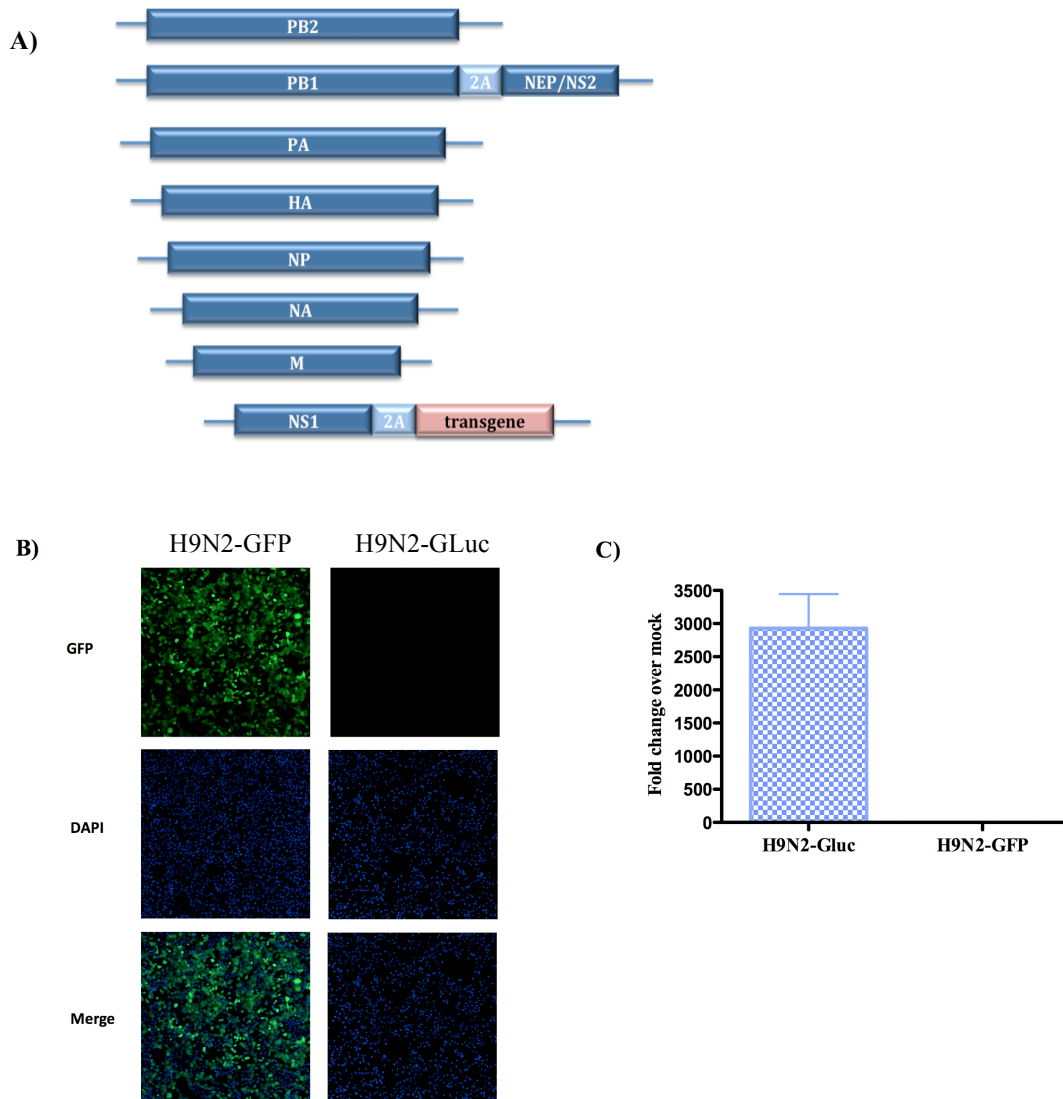 A)
PB2
PB1 2A NEP/NS2
PA
HA
NP
NA
M
NS1 2A transgene
B)
H9N2-GFP H9N2-GLuc
GFP
DAPI
Merge
C)
Fold change over mock
3500
3000
2500
2000
1500
1000
500
0
H9N2-Gluc H9N2-GFP